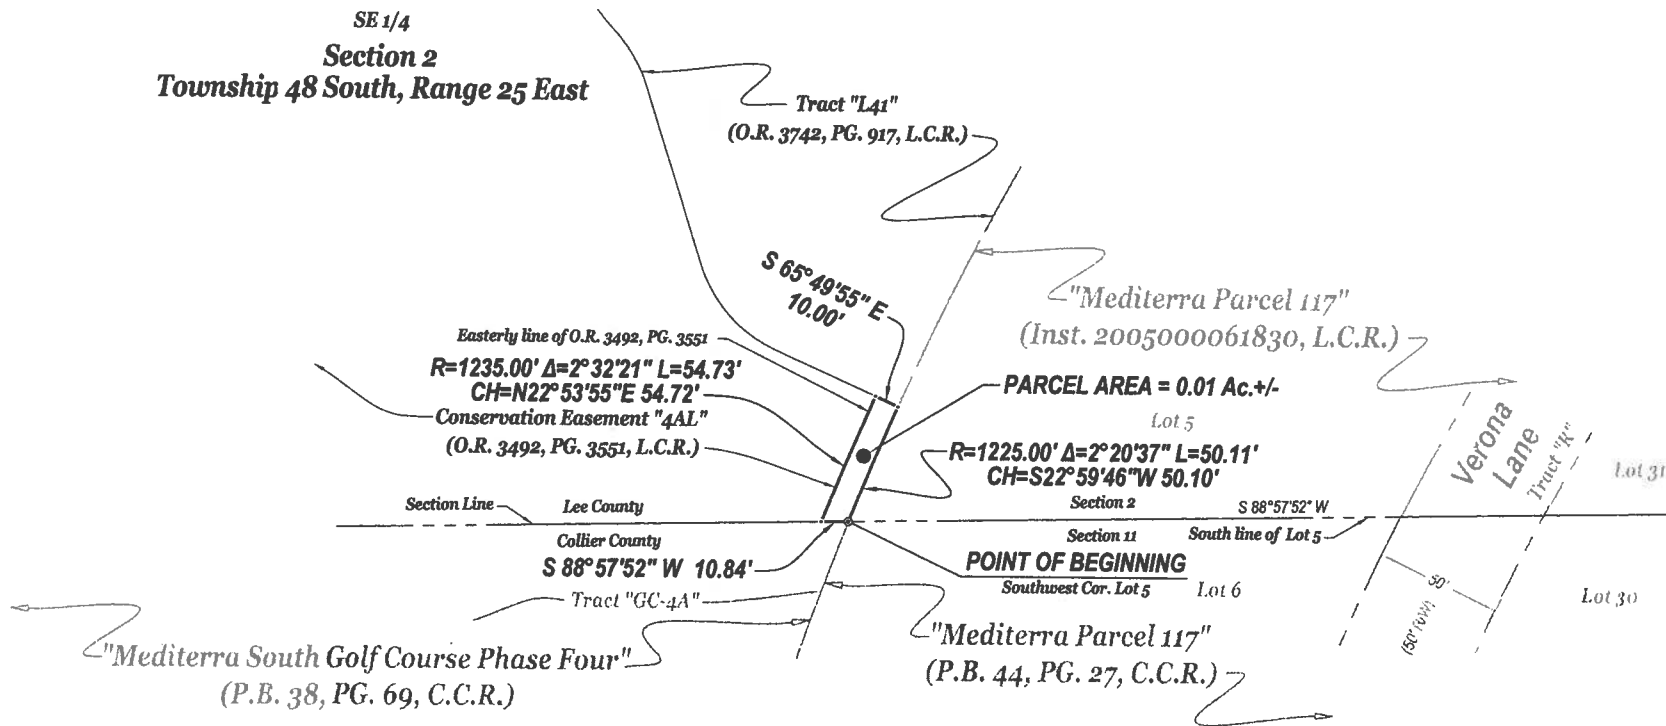 SE 1/4
Section 2
Township 48 South, Range 25 East
Tract "L41"
(O.R. 3742, PG. 917, L.C.R.)
S 65°49'55" E
10.00'
"Mediterra Parcel 117"
(Inst. 2005000061830, L.C.R.)
Easterly line of O.R. 3492, PG. 3551
R=1235.00' Δ=2°32'21" L=54.73'
CH=N22°53'55"E 54.72'
Conservation Easement "4AL"
(O.R. 3492, PG. 3551, L.C.R.)
PARCEL AREA = 0.01 Ac.+/-
Lot 5
R=1225.00' Δ=2°20'37" L=50.11'
CH=S22°59'46"W 50.10'
Verona
Lane
Tract "R"
Lot 31
Section Line
Lee County
Section 2
S 88°57'52" W
Collier County
Section 11
South line of Lot 5
S 88°57'52" W 10.84'
POINT OF BEGINNING
Southwest Cor. Lot 5
Lot 6
50'
(50' RoW)
Lot 30
Tract "GC-4A"
"Mediterra South Golf Course Phase Four"
(P.B. 38, PG. 69, C.C.R.)
"Mediterra Parcel 117"
(P.B. 44, PG. 27, C.C.R.)